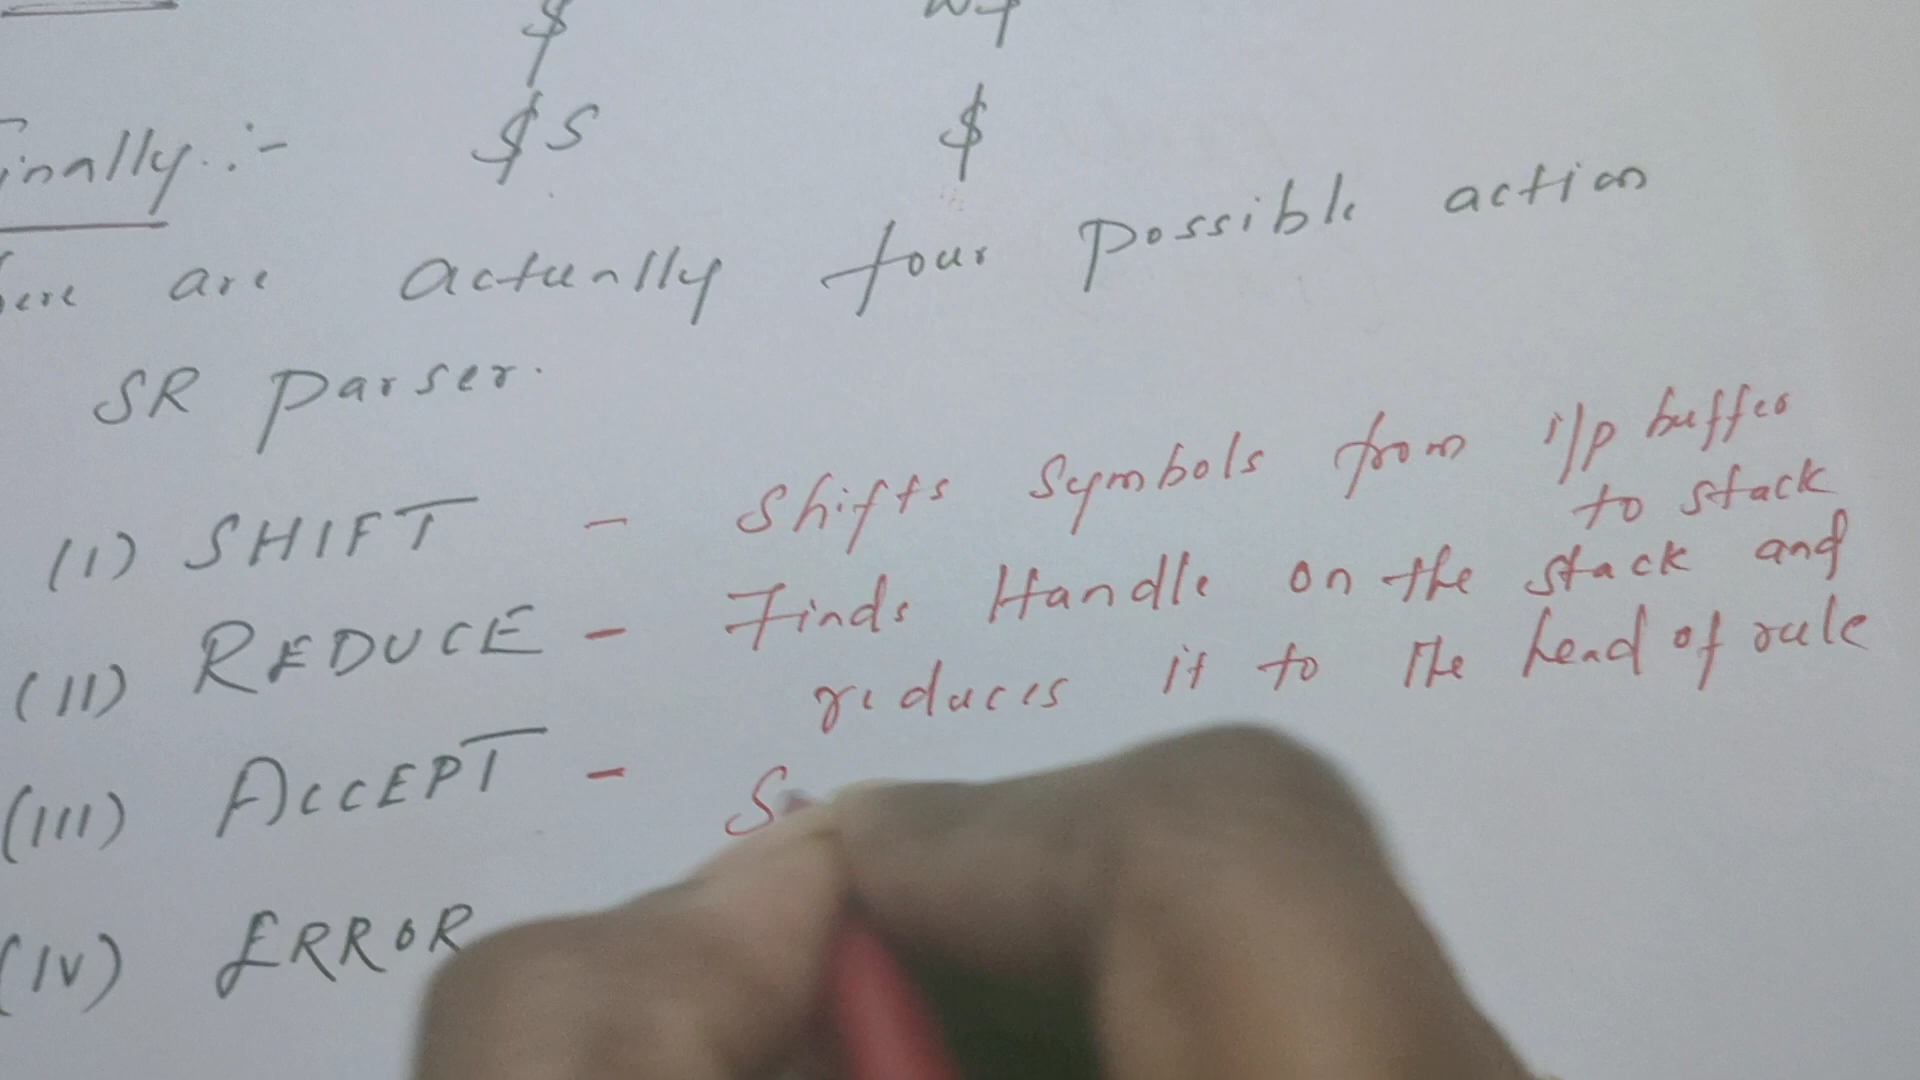 $ w$
inally :- $S $
here are actually four possible action
SR parser.
(I) SHIFT - Shifts Symbols from i/p buffer
to stack
(II) REDUCE - Finds Handle on the stack and
reduces it to the head of rule
(III) ACCEPT - S
(IV) ERROR